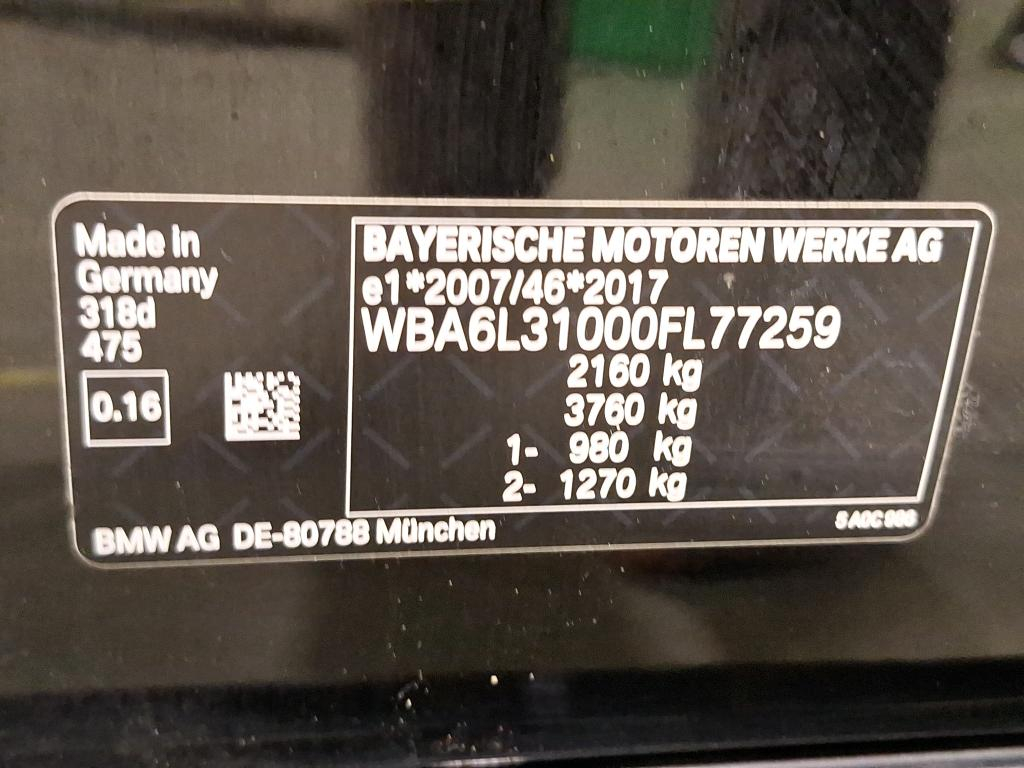 Made in
Germany
318d
475
0.16
BAYERISCHE MOTOREN WERKE AG
e1*2007/46*2017
WBA6L31000FL77259
2160 kg
3760 kg
1- 980 kg
2- 1270 kg
BMW AG DE-80788 München